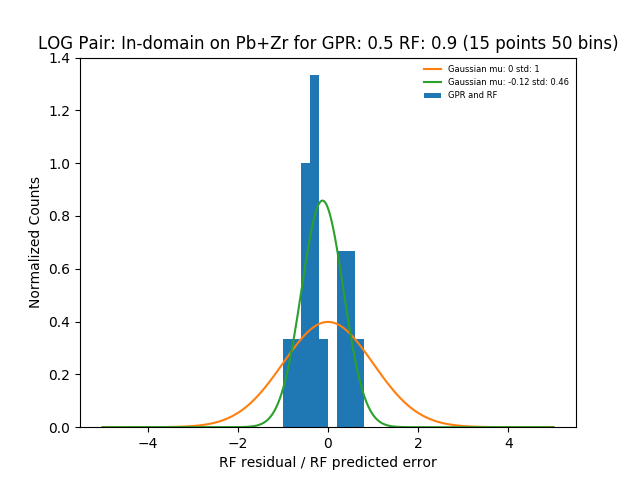 LOG Pair: In-domain on Pb+Zr for GPR: 0.5 RF: 0.9 (15 points 50 bins)
Gaussian mu: 0 std: 1
Gaussian mu: -0.12 std: 0.46
GPR and RF
Normalized Counts
1.4
1.2
1.0
0.8
0.6
0.4
0.2
0.0
−4
−2
0
2
4
RF residual / RF predicted error